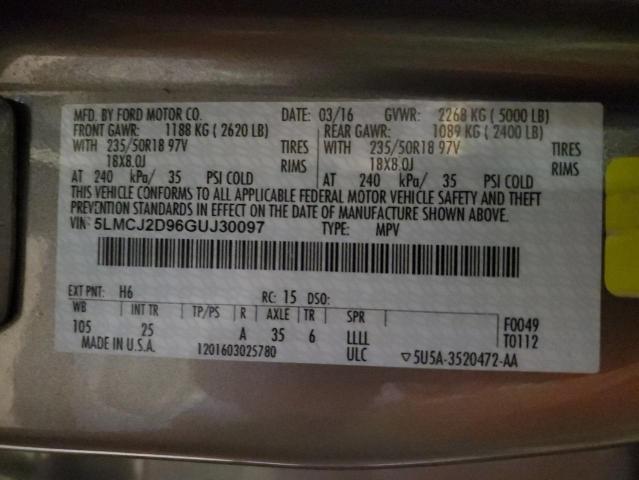 MFD. BY FORD MOTOR CO. DATE: 03/16 GVWR: 2268 KG ( 5000 LB)
FRONT GAWR: 1188 KG ( 2620 LB) REAR GAWR: 1089 KG ( 2400 LB)
WITH 235/50R18 97V TIRES WITH 235/50R18 97V TIRES
18X8.0J RIMS 18X8.0J RIMS
AT 240 kPa/ 35 PSI COLD AT 240 kPa/ 35 PSI COLD
THIS VEHICLE CONFORMS TO ALL APPLICABLE FEDERAL MOTOR VEHICLE SAFETY AND THEFT
PREVENTION STANDARDS IN EFFECT ON THE DATE OF MANUFACTURE SHOWN ABOVE.
VIN: 5LMCJ2D96GUJ30097 TYPE: MPV
EXT PNT: H6 RC: 15 DSO:
WB INT TR TP/PS R AXLE TR SPR F0049
105 25 A 35 6 LLLL T0112
MADE IN U.S.A. 1201603025780 ULC ▽5U5A-3520472-AA